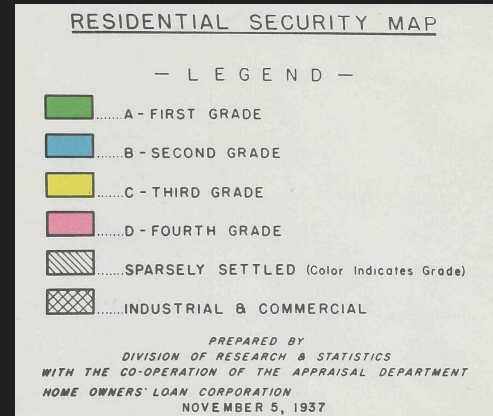 RESIDENTIAL SECURITY MAP
— LEGEND —
......A - FIRST GRADE
......B - SECOND GRADE
......C - THIRD GRADE
......D - FOURTH GRADE
......SPARSELY SETTLED (Color Indicates Grade)
......INDUSTRIAL & COMMERCIAL
PREPARED BY
DIVISION OF RESEARCH & STATISTICS
WITH THE CO-OPERATION OF THE APPRAISAL DEPARTMENT
HOME OWNERS' LOAN CORPORATION
NOVEMBER 5, 1937